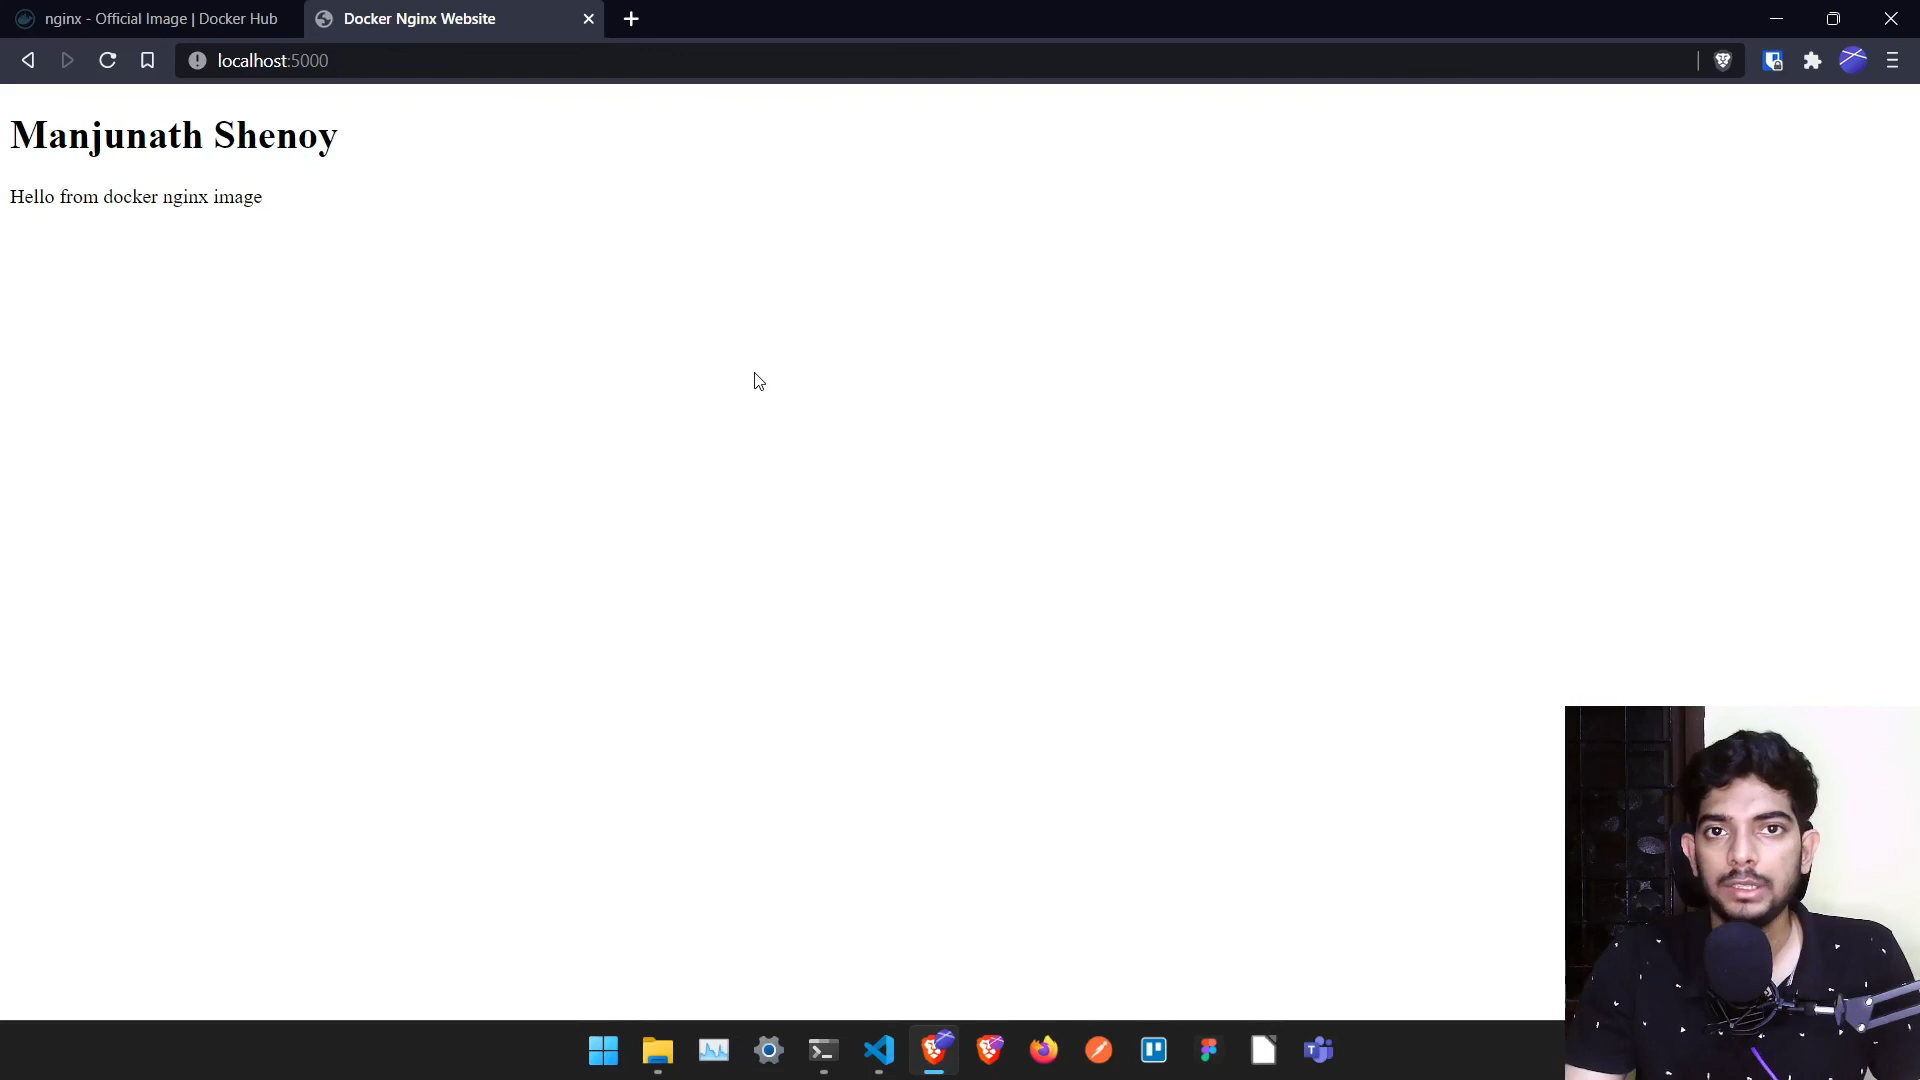 nginx - Official Image | Docker Hub
Docker Nginx Website
localhost:5000
Manjunath Shenoy
Hello from docker nginx image